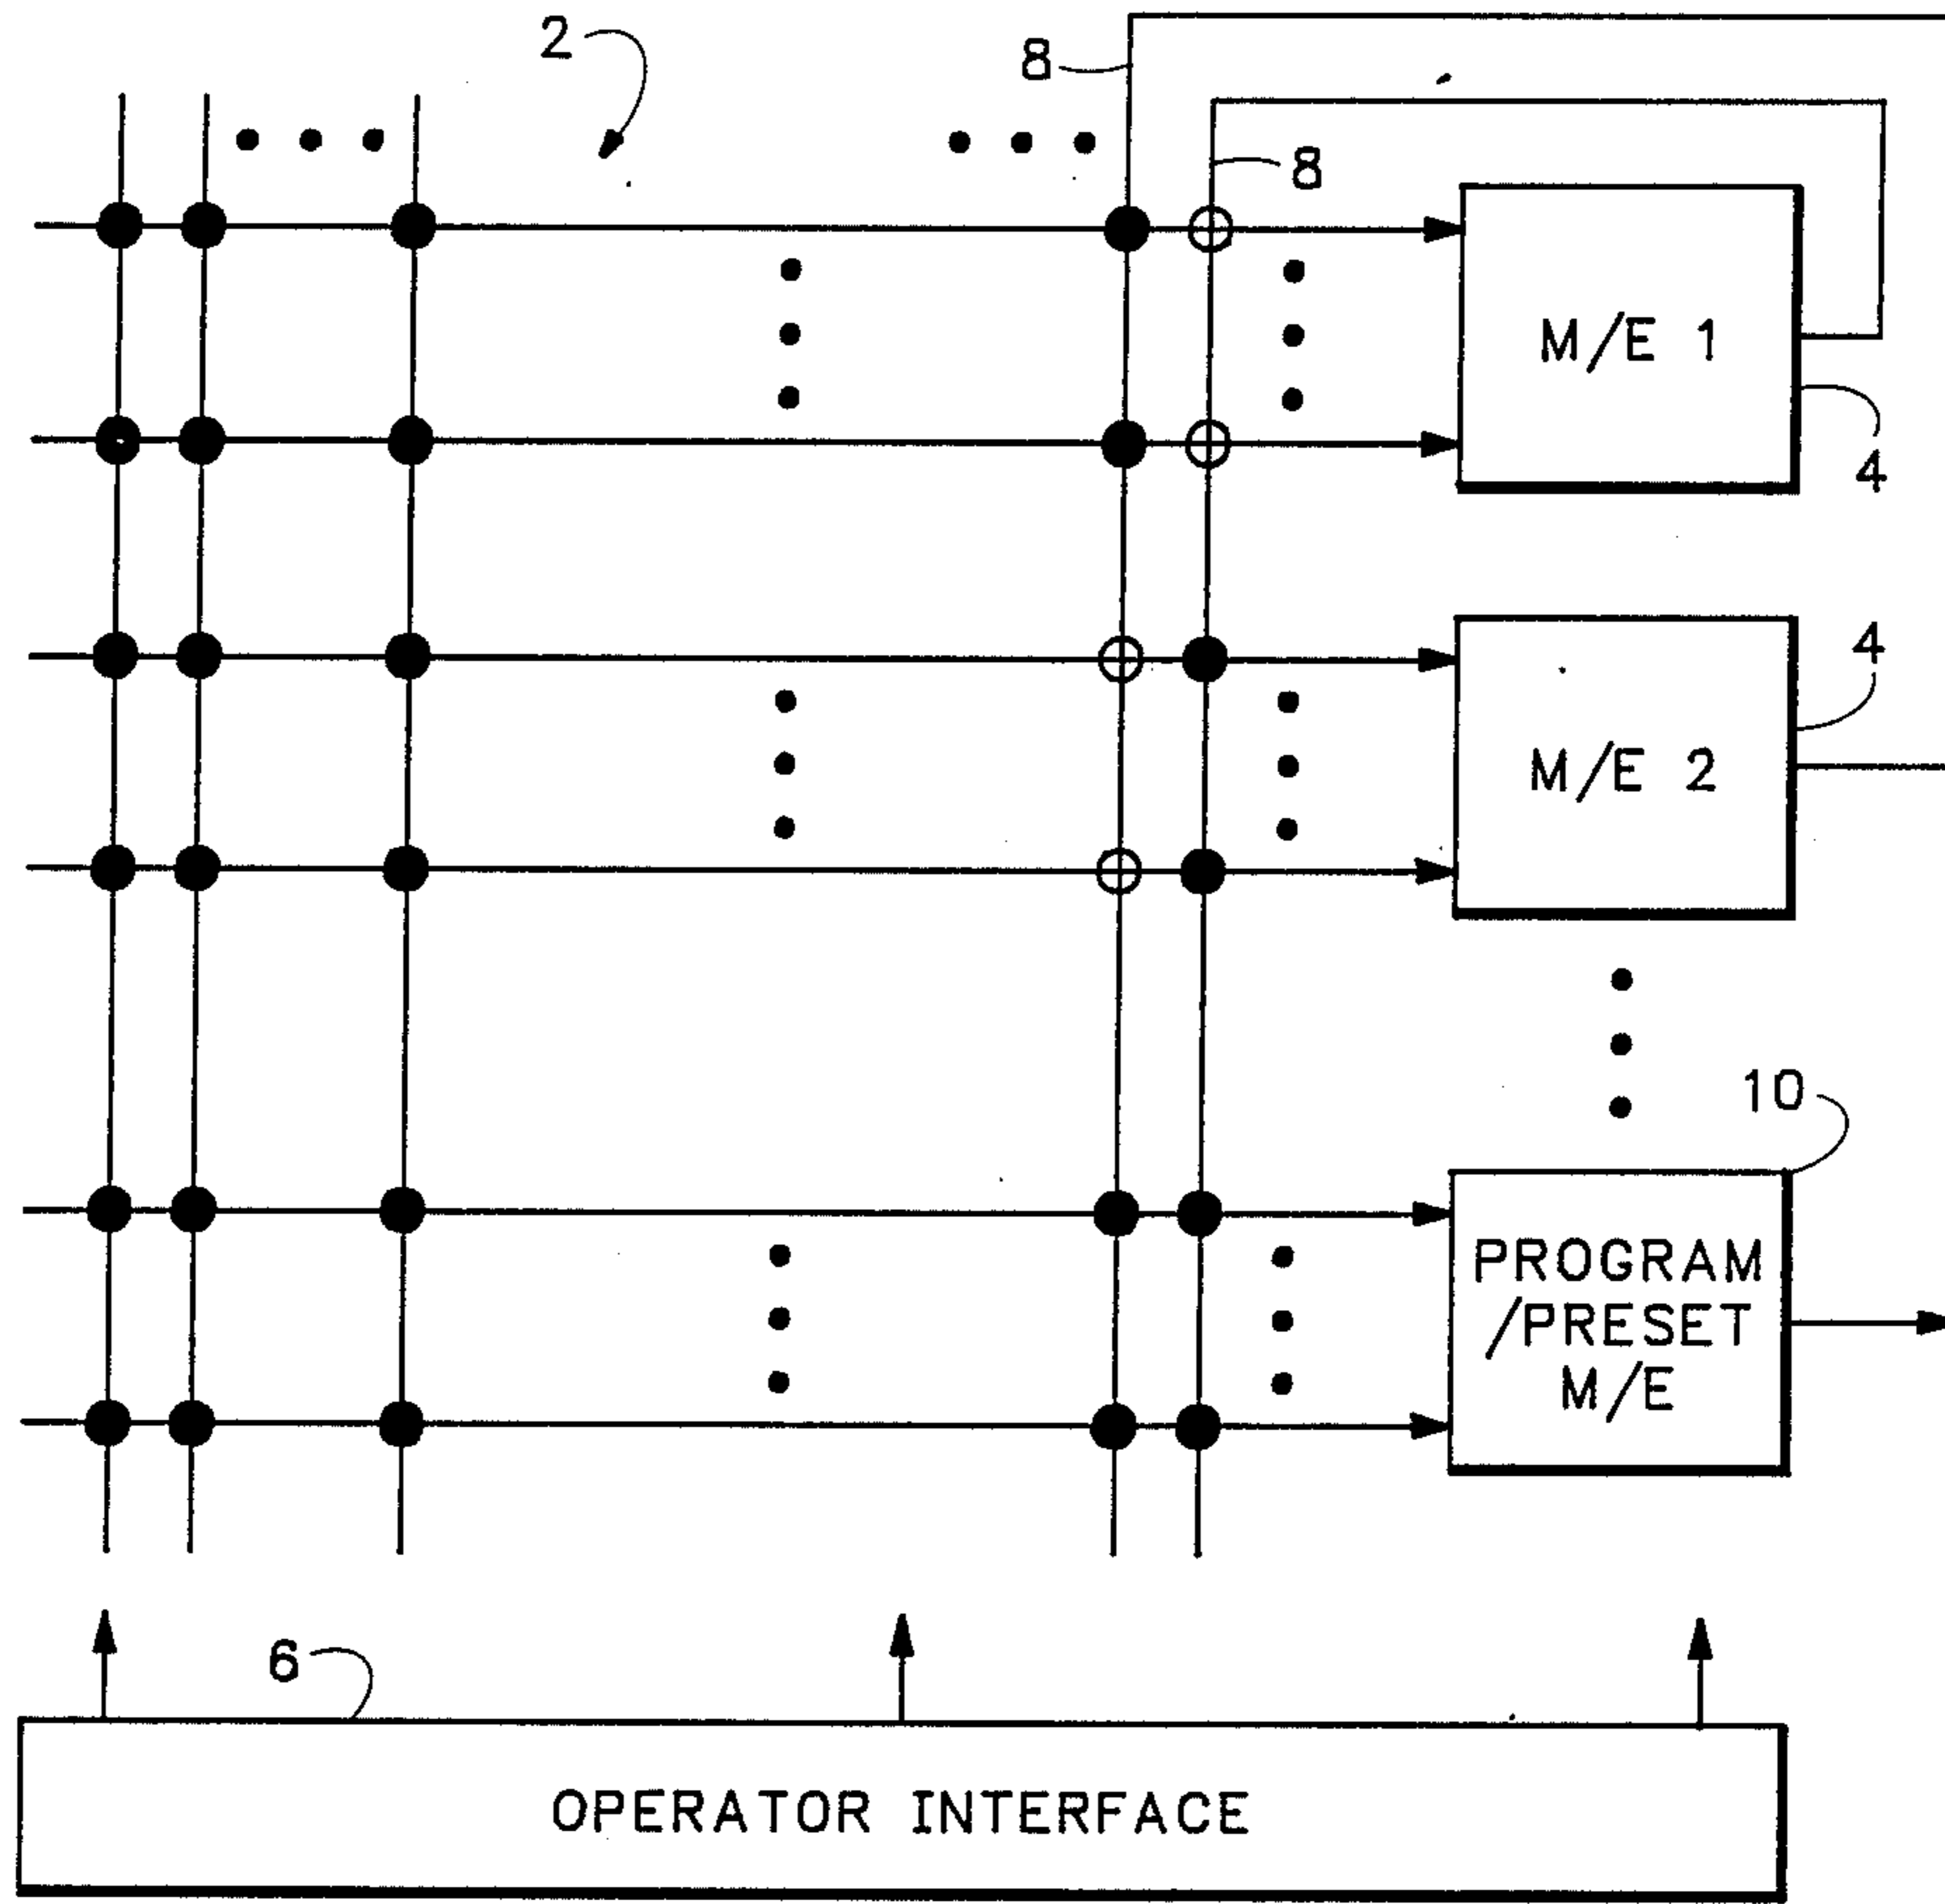 2
8
8
M/E 1
4
4
M/E 2
10
PROGRAM
/PRESET
M/E
6
OPERATOR INTERFACE